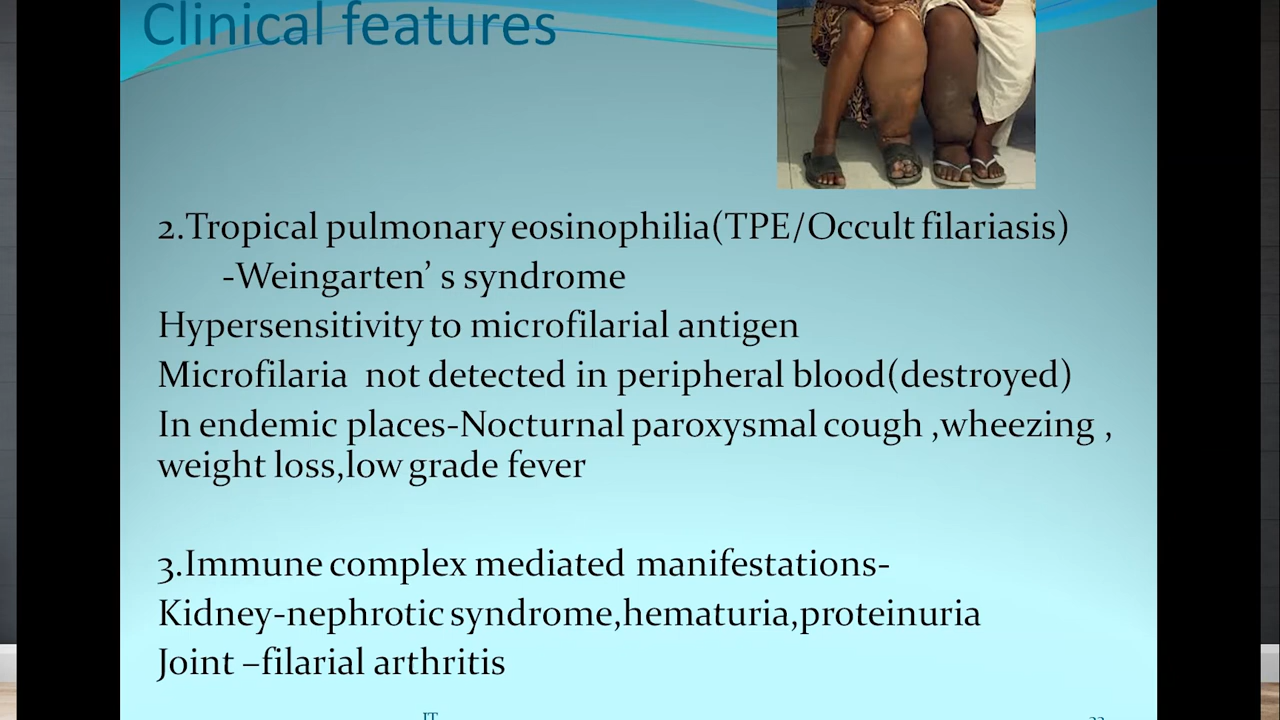 Clinical features
2.Tropical pulmonary eosinophilia(TPE/Occult filariasis)
-Weingarten’ s syndrome
Hypersensitivity to microfilarial antigen
Microfilaria not detected in peripheral blood(destroyed)
In endemic places-Nocturnal paroxysmal cough ,wheezing ,
weight loss,low grade fever
3.Immune complex mediated manifestations-
Kidney-nephrotic syndrome,hematuria,proteinuria
Joint –filarial arthritis